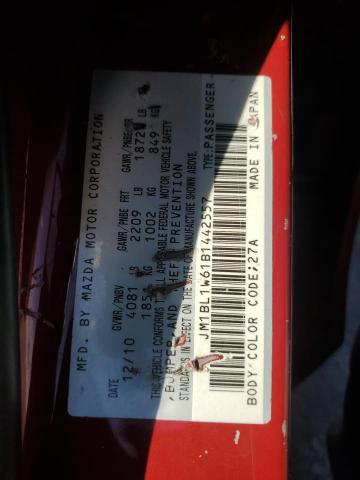 MFD. BY MAZDA MOTOR CORPORATION
DATE GVWR/PNBV GAWR/PNBE FRT GAWR/PNBE RR
12/10 4081 LB 2209 LB 1872 LB
KG 1002 KG 849 KG
THIS VEHICLE CONFORMS TO ALL APPLICABLE FEDERAL MOTOR VEHICLE SAFETY
, BUMPER, AND THEFT PREVENTION
STANDARDS IN EFFECT ON THE DATE OF MANUFACTURE SHOWN ABOVE.
JM1BL1W61B1442557 TYPE: PASSENGER
BODY COLOR CODE:27A MADE IN JAPAN